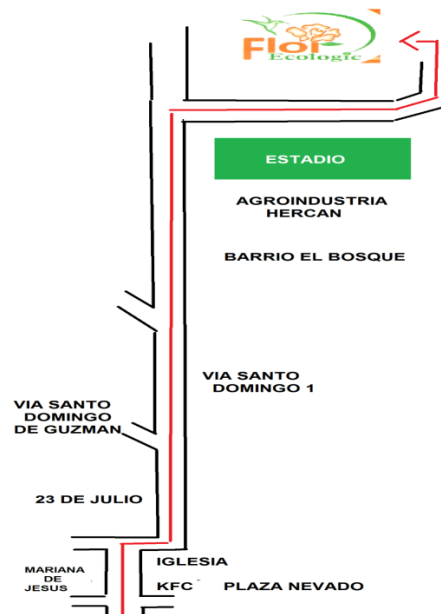 Flor
Ecologic
ESTADIO
AGROINDUSTRIA
HERCAN
BARRIO EL BOSQUE
VIA SANTO
DOMINGO 1
VIA SANTO
DOMINGO
DE GUZMAN
23 DE JULIO
IGLESIA
MARIANA
DE
JESUS
KFC PLAZA NEVADO